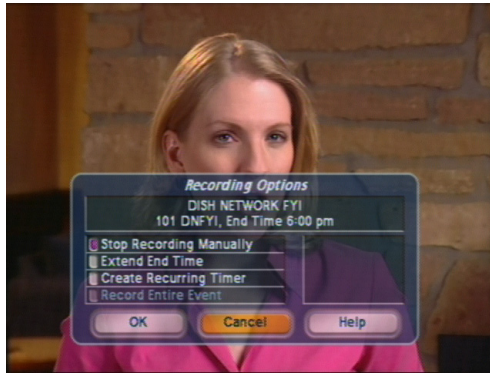 Recording Options
DISH NETWORK FYI
101 DNFYI, End Time 6:00 pm
Stop Recording Manually
Extend End Time
Create Recurring Timer
Record Entire Event
OK Cancel Help